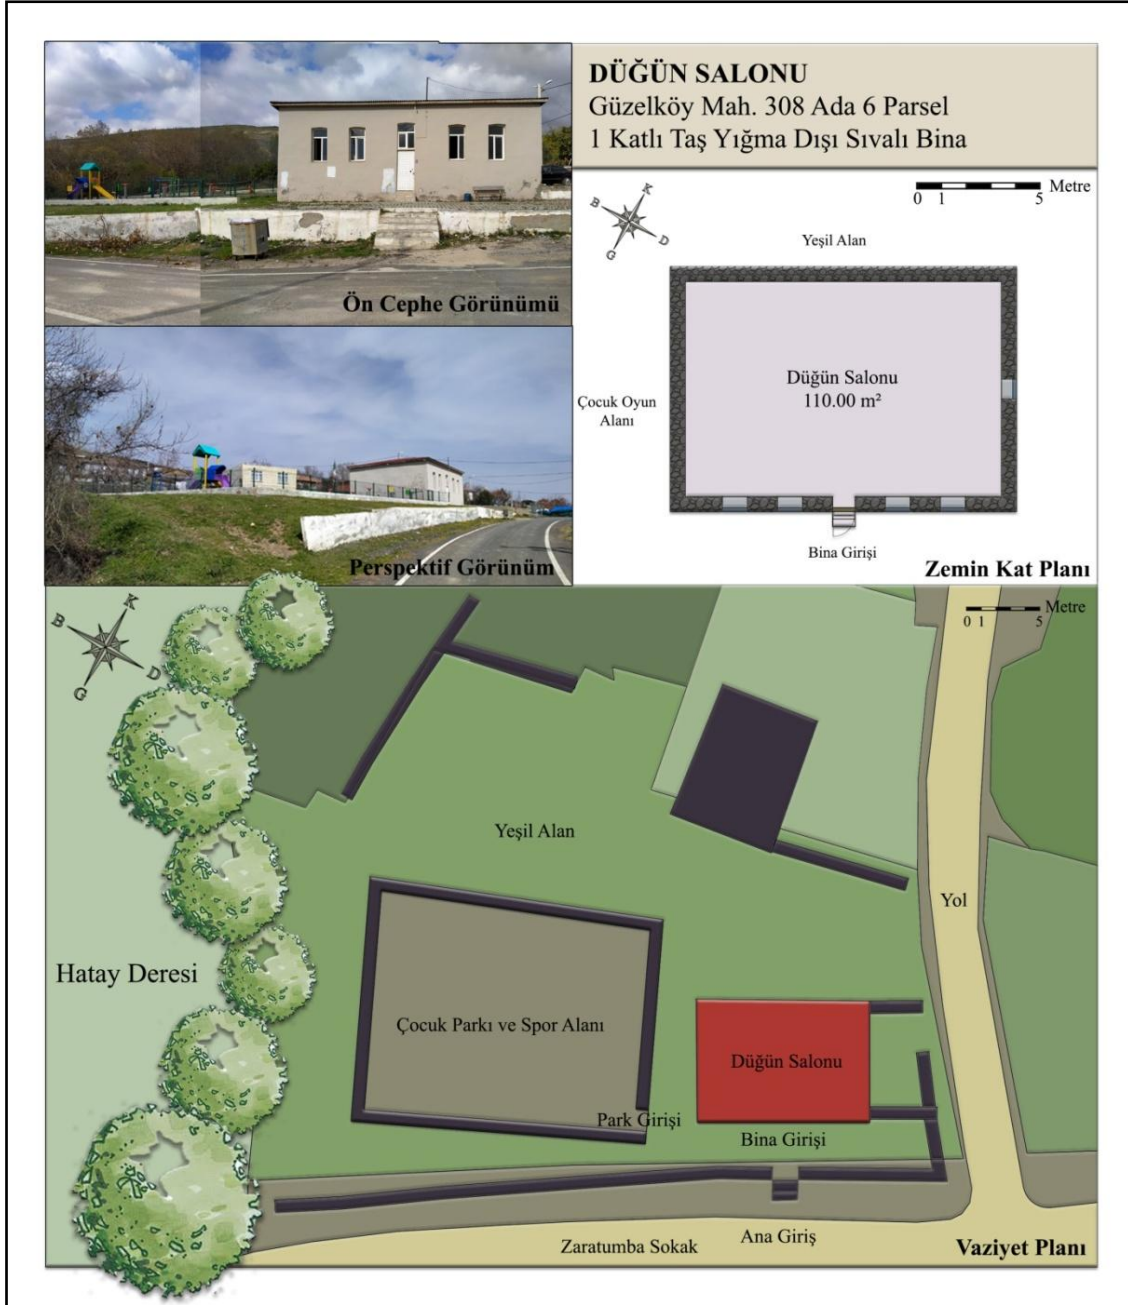 DÜĞÜN SALONU
Güzelköy Mah. 308 Ada 6 Parsel
1 Katlı Taş Yığma Dışı Sıvalı Bina
Ön Cephe Görünümü
Perspektif Görünüm
K
B
D
G
Metre
0 1 5
Yeşil Alan
Düğün Salonu
110.00 m²
Çocuk Oyun
Alanı
Bina Girişi
Zemin Kat Planı
K
B
D
G
Metre
0 1 5
Yeşil Alan
Yol
Hatay Deresi
Çocuk Parkı ve Spor Alanı
Düğün Salonu
Park Girişi
Bina Girişi
Ana Giriş
Zaratumba Sokak
Vaziyet Planı